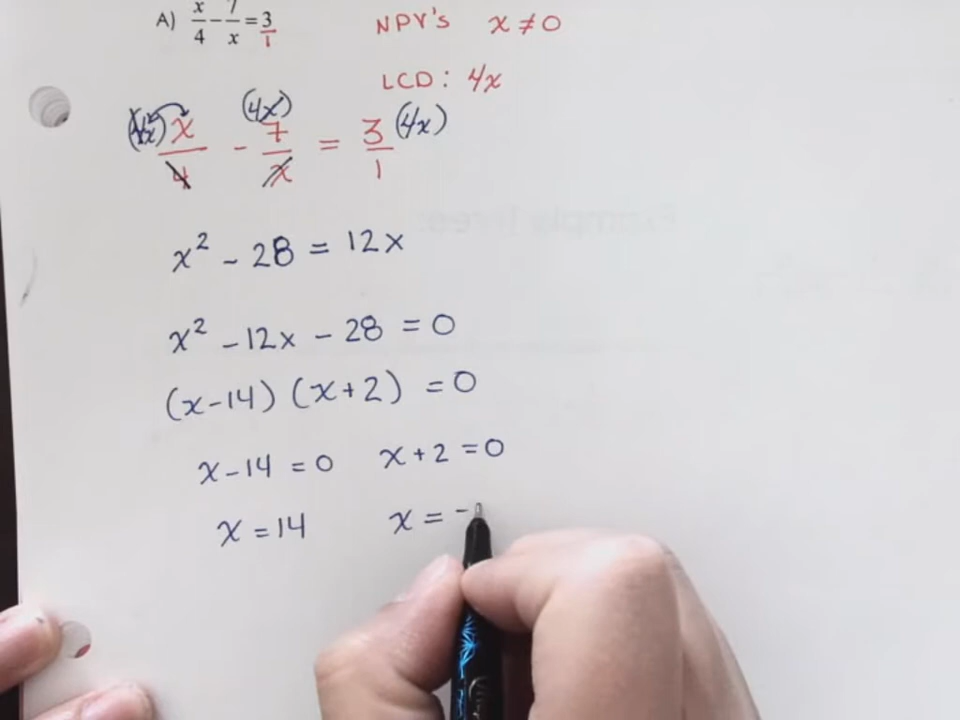 A) x/4 - 7/x = 3/1
NPV's x ≠ 0
LCD: 4x
(4x) x/4 - (4x) 7/x = 3/1 (4x)
x² - 28 = 12x
x² - 12x - 28 = 0
(x-14) (x+2) = 0
x - 14 = 0 x + 2 = 0
x = 14 x = -